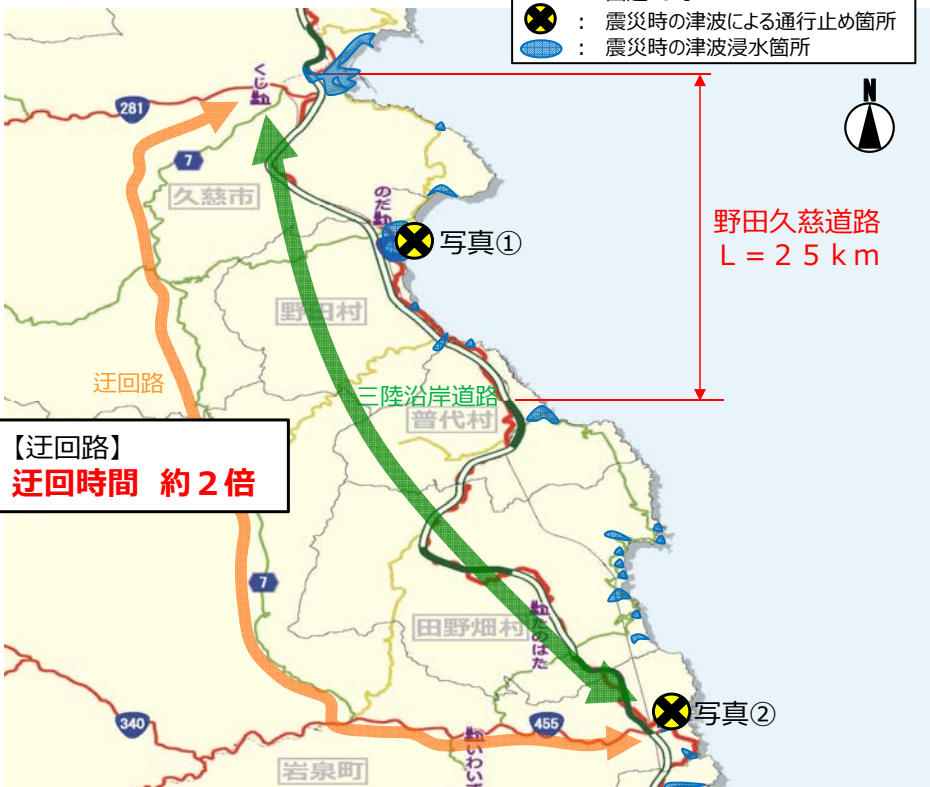 ： 震災時の津波による通行止め箇所
： 震災時の津波浸水箇所
N
くじ
281
7
久慈市
のだ
写真①
野田久慈道路
L＝２５ｋｍ
野田村
迂回路
三陸沿岸道路
普代村
【迂回路】
迂回時間 約２倍
7
田野畑村
たのはた
写真②
340
455
いわいず
岩泉町